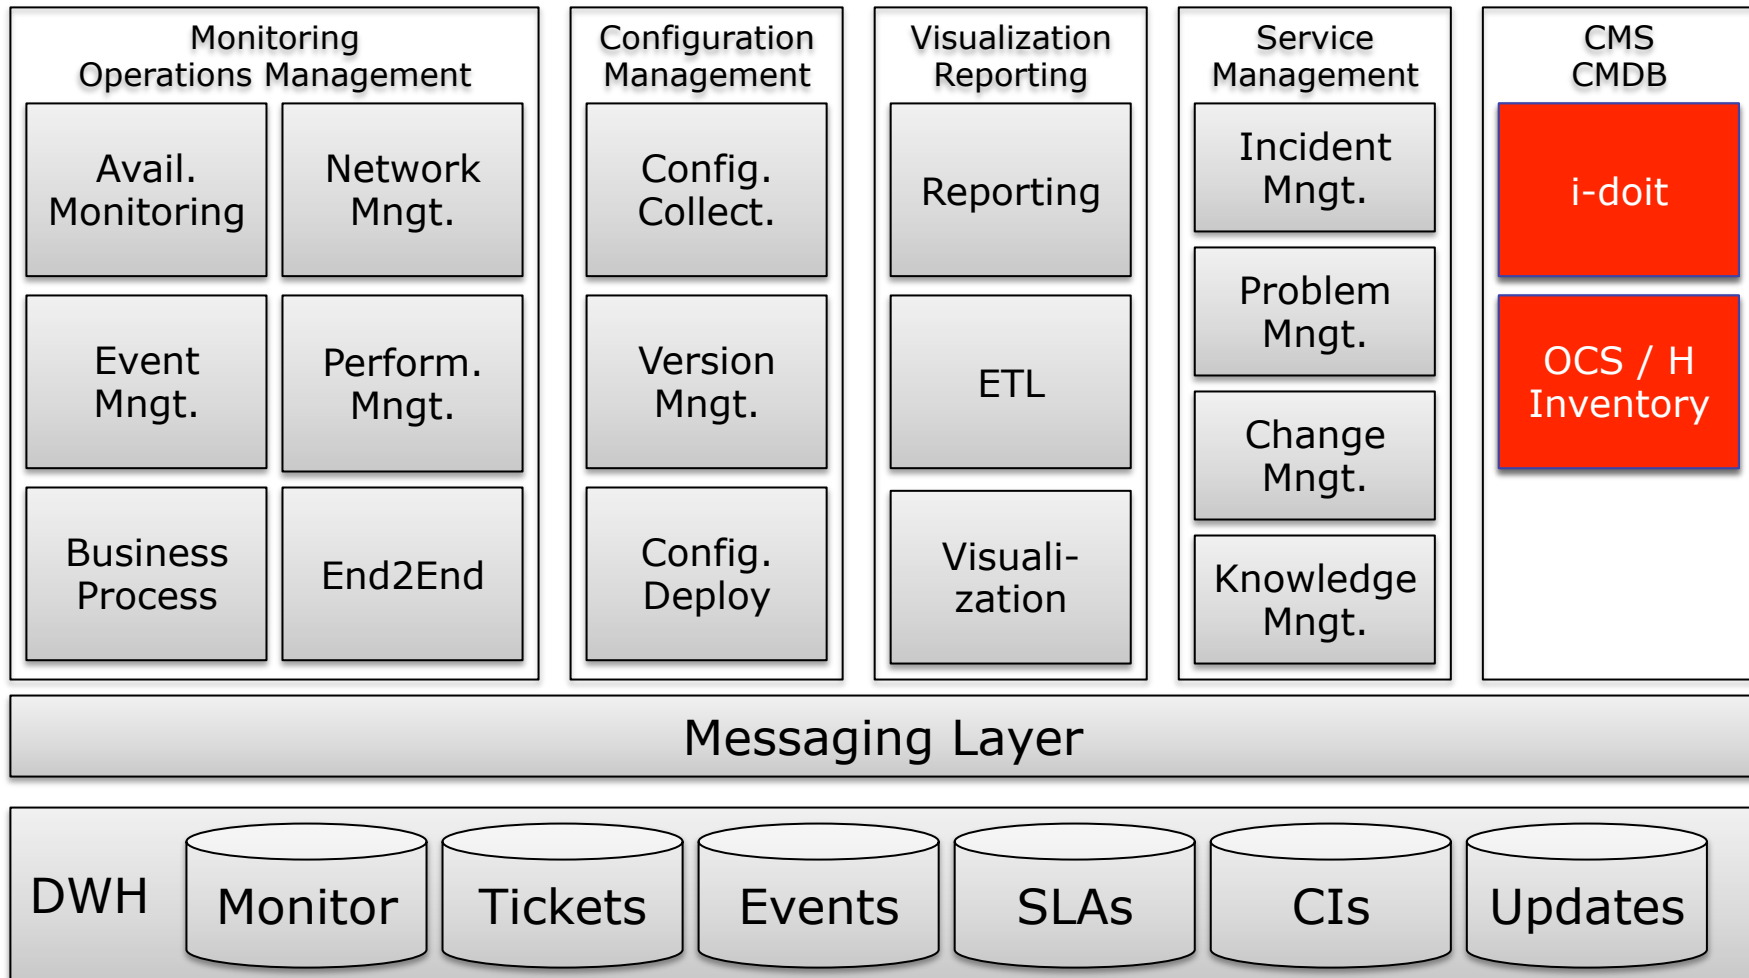 Monitoring
Operations Management
Avail.
Monitoring
Network
Mngt.
Event
Mngt.
Perform.
Mngt.
Business
Process
End2End
Configuration
Management
Config.
Collect.
Version
Mngt.
Config.
Deploy
Visualization
Reporting
Reporting
ETL
Visuali-
zation
Service
Management
Incident
Mngt.
Problem
Mngt.
Change
Mngt.
Knowledge
Mngt.
CMS
CMDB
i-doit
OCS / H
Inventory
Messaging Layer
DWH
Monitor
Tickets
Events
SLAs
CIs
Updates